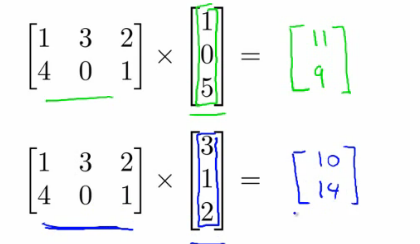 [1 3 2] × [1] = [11]
[4 0 1] [0] [9]
[5]
[1 3 2] × [3] = [10]
[4 0 1] [1] [14]
[2]